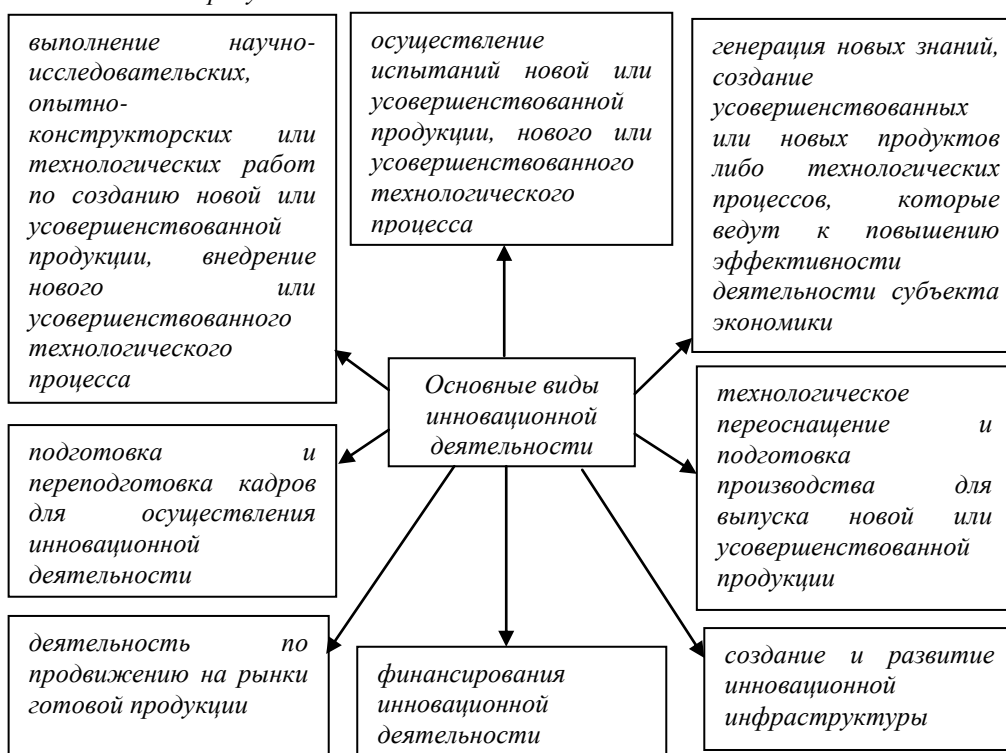 выполнение научно-
исследовательских,
опытно-
конструкторских или
технологических работ
по созданию новой или
усовершенствованной
продукции, внедрение
нового или
усовершенствованного
технологического
процесса
осуществление
испытаний новой или
усовершенствованной
продукции, нового или
усовершенствованного
технологического
процесса
генерация новых знаний,
создание
усовершенствованных
или новых продуктов
либо технологических
процессов, которые
ведут к повышению
эффективности
деятельности субъекта
экономики
Основные виды
инновационной
деятельности
подготовка и
переподготовка кадров
для осуществления
инновационной
деятельности
технологическое
переоснащение и
подготовка
производства для
выпуска новой или
усовершенствованной
продукции
деятельность по
продвижению на рынки
готовой продукции
финансирования
инновационной
деятельности
создание и развитие
инновационной
инфраструктуры